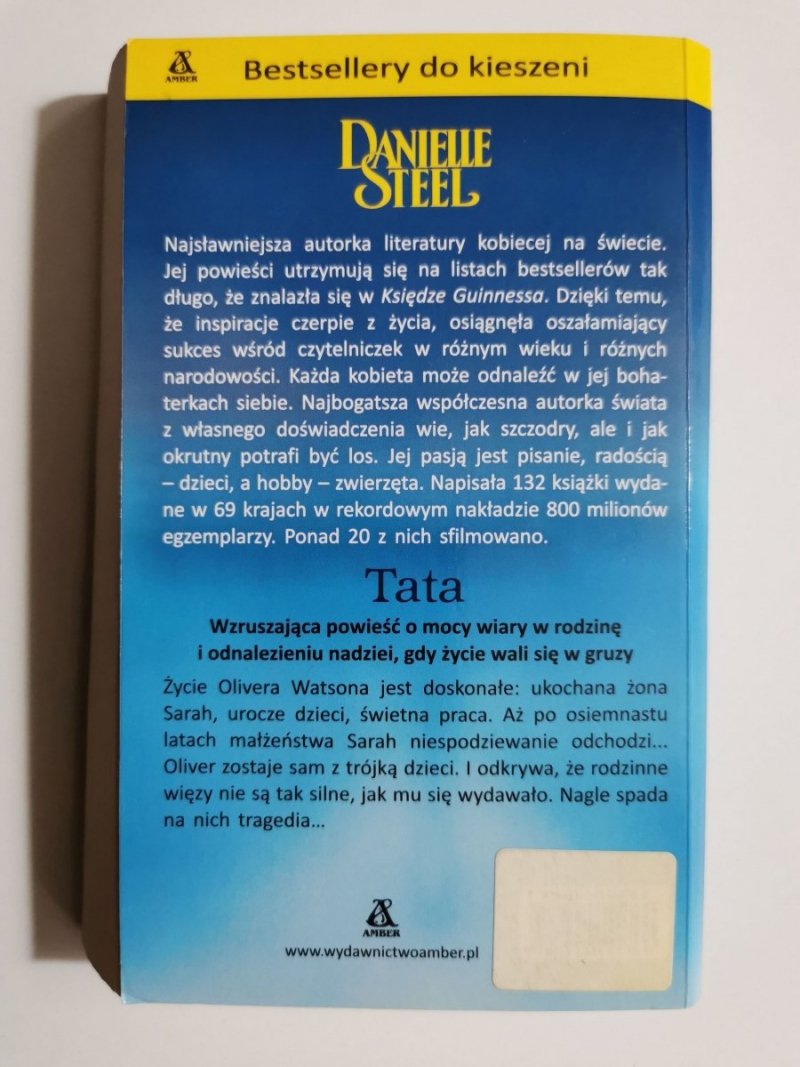 AMBER
Bestsellery do kieszeni
DANIELLE
STEEL
Najsławniejsza autorka literatury kobiecej na świecie.
Jej powieści utrzymują się na listach bestsellerów tak
długo, że znalazła się w Księdze Guinnessa. Dzięki temu,
że inspiracje czerpie z życia, osiągnęła oszałamiający
sukces wśród czytelniczek w różnym wieku i różnych
narodowości. Każda kobieta może odnaleźć w jej boha-
terkach siebie. Najbogatsza współczesna autorka świata
z własnego doświadczenia wie, jak szczodry, ale i jak
okrutny potrafi być los. Jej pasją jest pisanie, radością
– dzieci, a hobby – zwierzęta. Napisała 132 książki wyda-
ne w 69 krajach w rekordowym nakładzie 800 milionów
egzemplarzy. Ponad 20 z nich sfilmowano.
Tata
Wzruszająca powieść o mocy wiary w rodzinę
i odnalezieniu nadziei, gdy życie wali się w gruzy
Życie Olivera Watsona jest doskonałe: ukochana żona
Sarah, urocze dzieci, świetna praca. Aż po osiemnastu
latach małżeństwa Sarah niespodziewanie odchodzi...
Oliver zostaje sam z trójką dzieci. I odkrywa, że rodzinne
więzy nie są tak silne, jak mu się wydawało. Nagle spada
na nich tragedia...
AMBER
www.wydawnictwoamber.pl